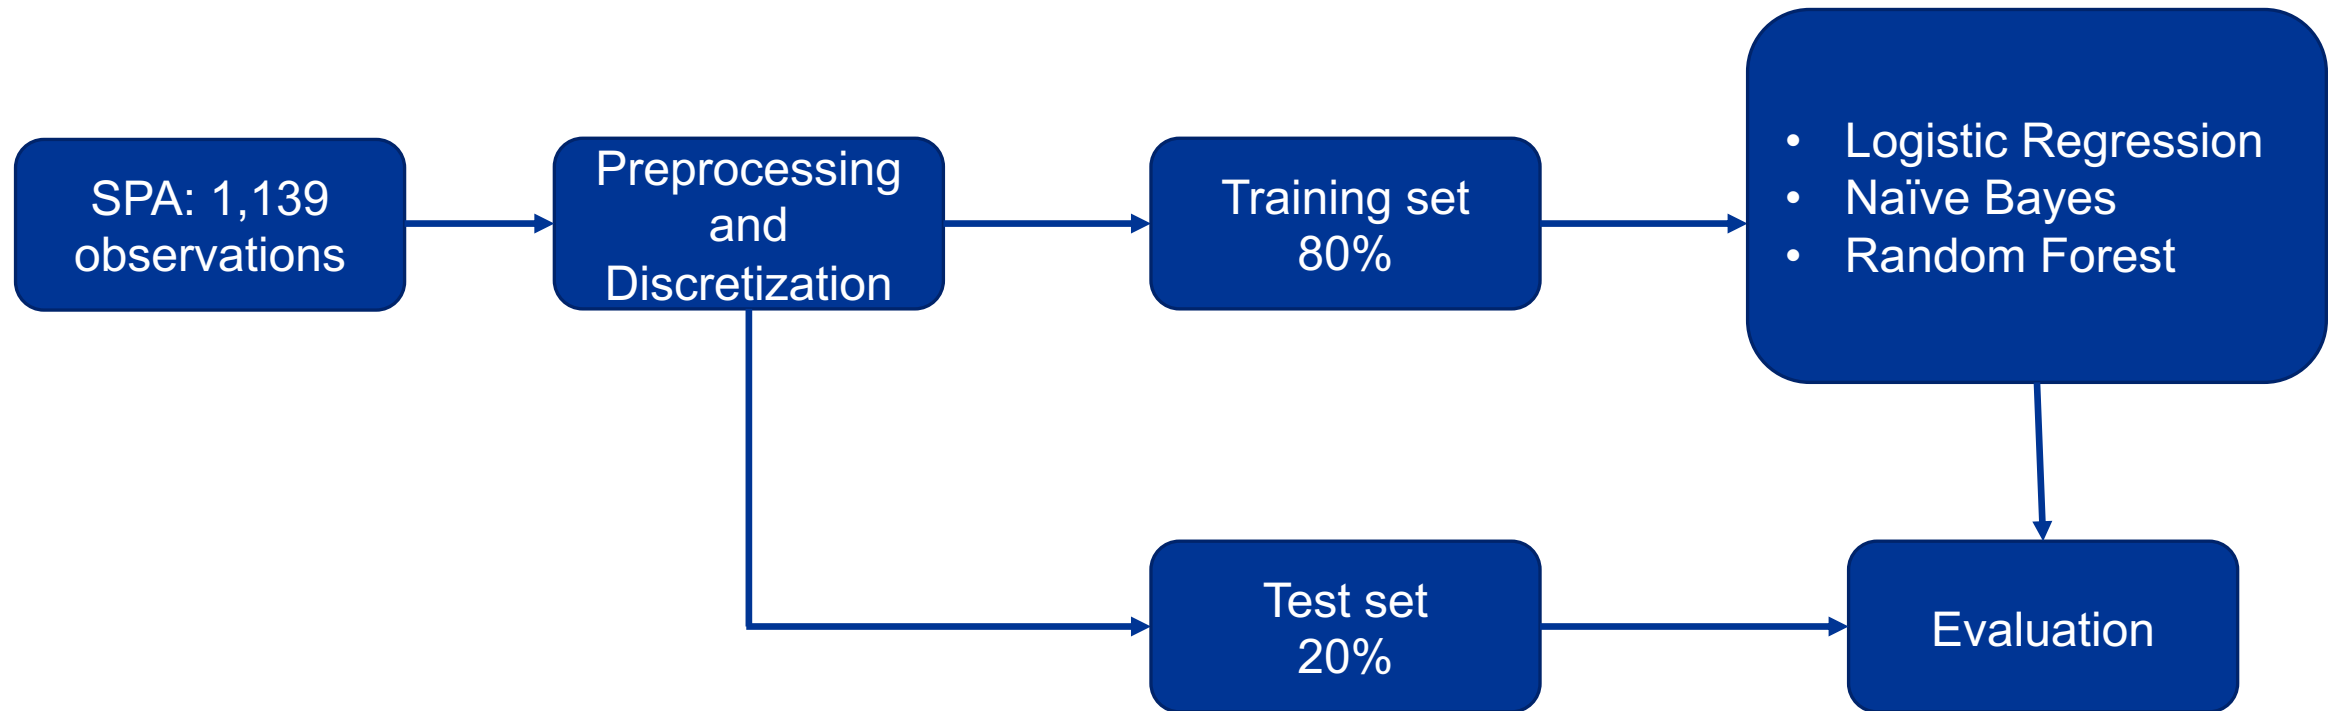 SPA: 1,139
observations
Preprocessing
and
Discretization
Training set
80%
• Logistic Regression
• Naïve Bayes
• Random Forest
Test set
20%
Evaluation